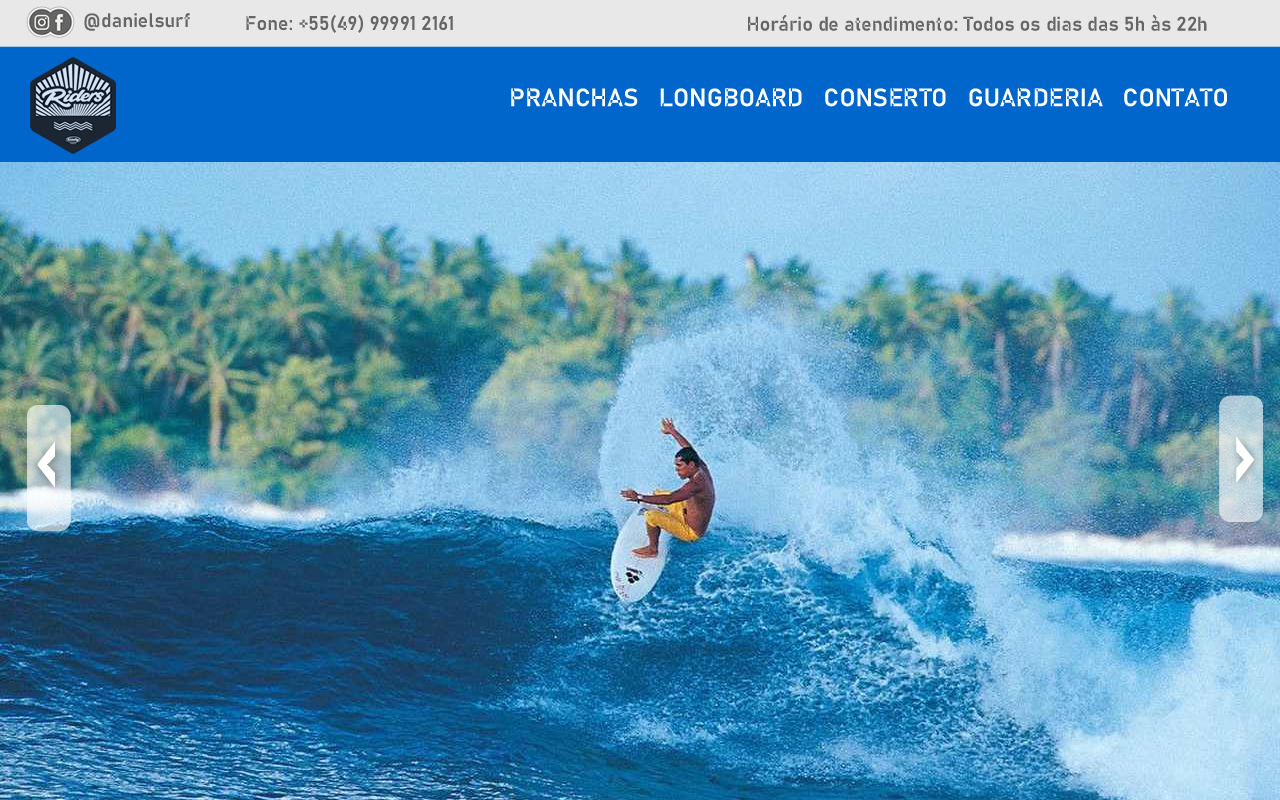 @danielsurf
Fone: +55(49) 99991 2161
Horário de atendimento: Todos os dias das 5h às 22h
Riders
PRANCHAS LONGBOARD CONSERTO GUARDERIA CONTATO